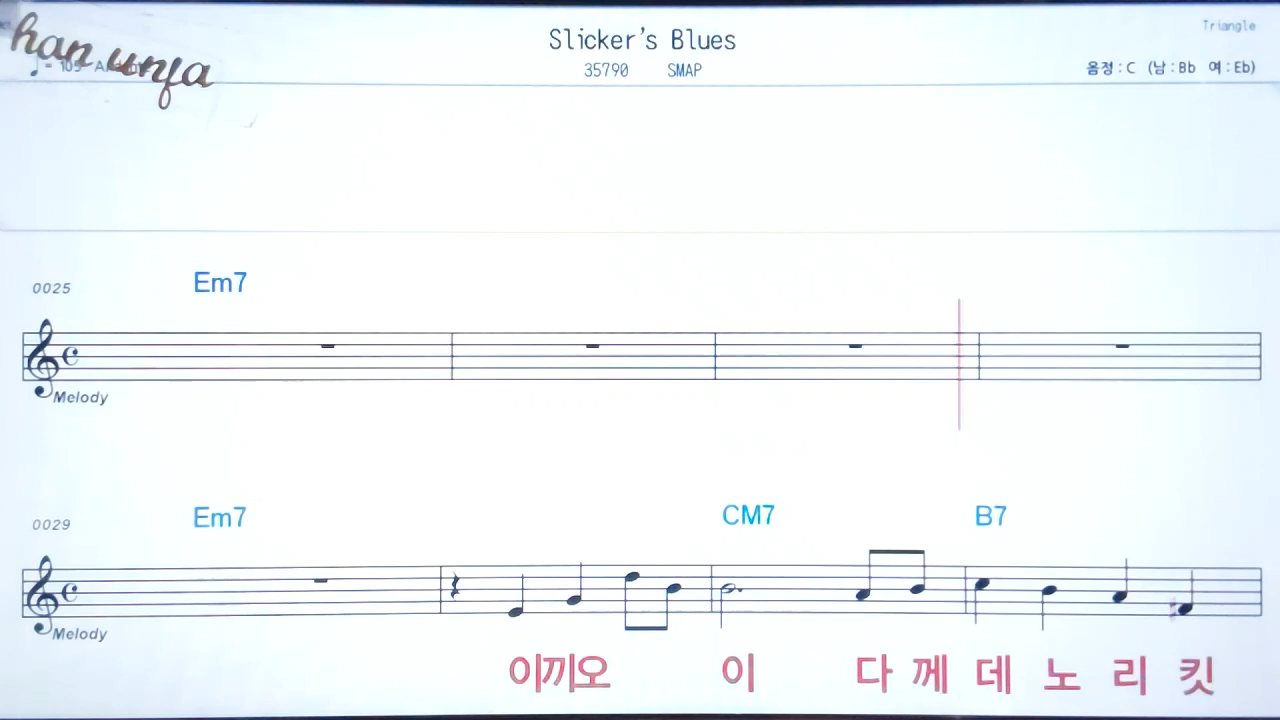 Triangle
Slicker's Blues
han unja
35790 SMAP
음정 : C (남 : Bb 여 : Eb)
0025 Em7
Melody
0029 Em7 CM7 B7
Melody
이끼오 이 다 께 데 노 리 킷